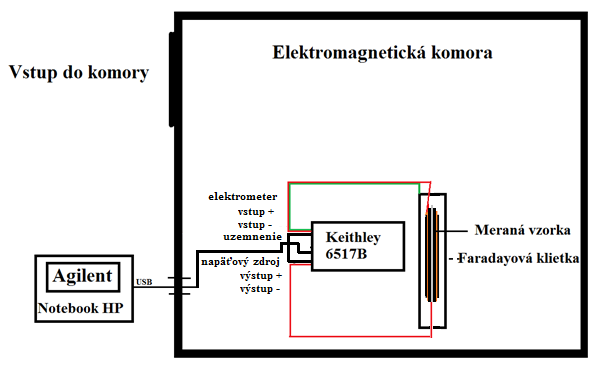 Elektromagnetická komora
Vstup do komory
elektrometer
vstup +
vstup -
uzemnenie
Keithley
6517B
Meraná vzorka
- Faradayová klietka
napäťový zdroj
výstup +
výstup -
Agilent
USB
Notebook HP